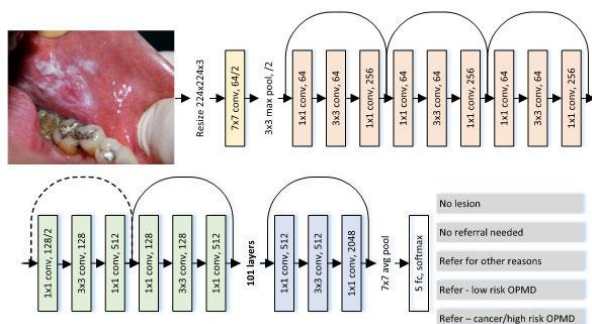 Resize 224x224x3
7x7 conv, 64/2
3x3 max pool, /2
1x1 conv, 64
3x3 conv, 64
1x1 conv, 256
1x1 conv, 64
3x3 conv, 64
1x1 conv, 256
1x1 conv, 64
3x3 conv, 64
1x1 conv, 256
1x1 conv, 128/2
3x3 conv, 128
1x1 conv, 512
1x1 conv, 128
3x3 conv, 128
1x1 conv, 512
101 layers
1x1 conv, 512
3x3 conv, 512
1x1 conv, 2048
7x7 avg pool
5 fc, softmax
No lesion
No referral needed
Refer for other reasons
Refer - low risk OPMD
Refer – cancer/high risk OPMD